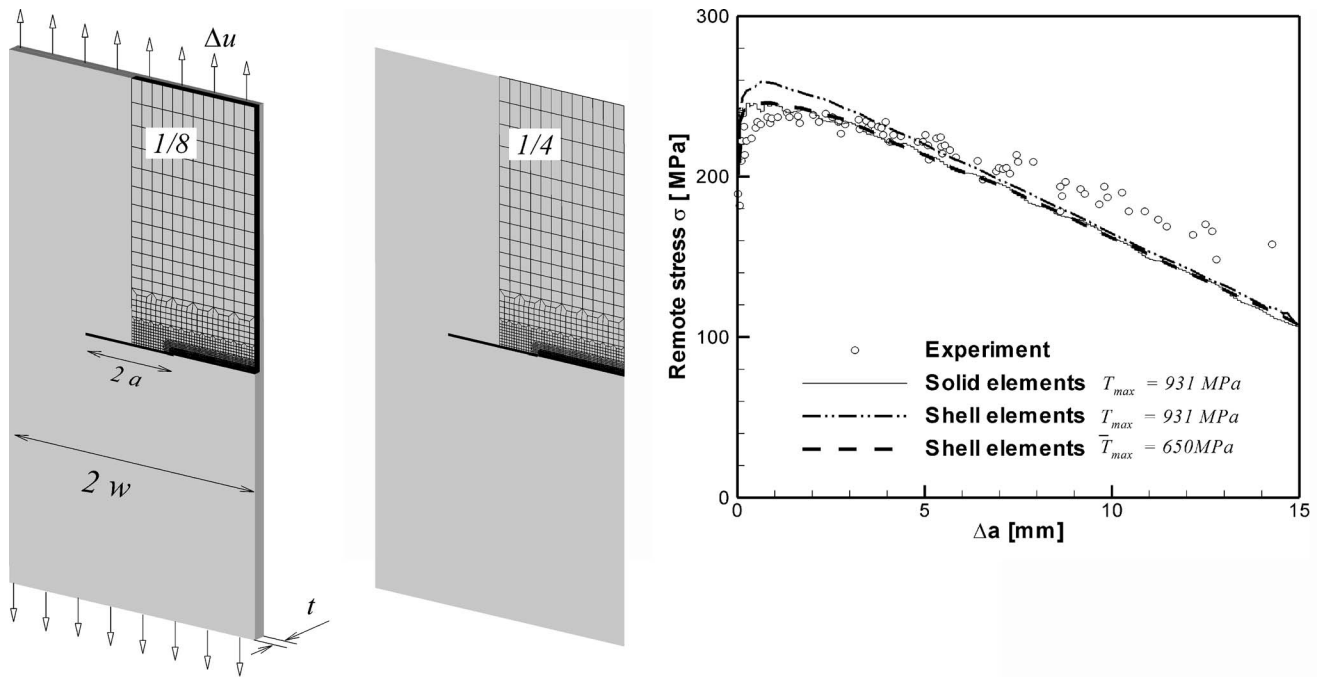 Δu
1/8
2 a
2 w
t
1/4
Remote stress σ [ MPa]
300
200
100
0
Experiment
Solid elements T_max = 931 MPa
Shell elements T_max = 931 MPa
Shell elements T̄_max = 650MPa
0 5 10 15
Δa [mm]